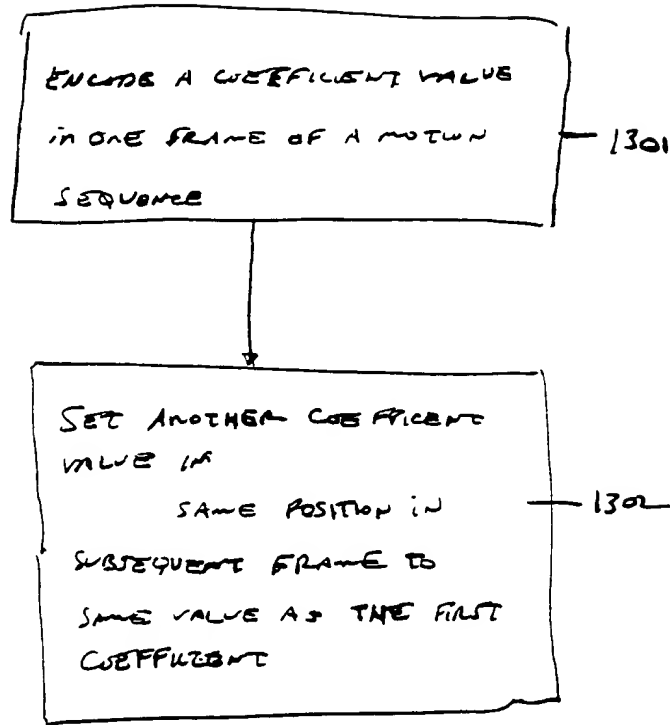 ENCODE A COEFFICIENT VALUE
in ONE FRAME OF A MOTION
SEQUENCE
1301
SET ANOTHER COEFFICENT
VALUE IN
SAME POSITION in
SUBSEQUENT FRAME TO
SAME VALUE AS THE FIRST
COEFFICIENT
1302